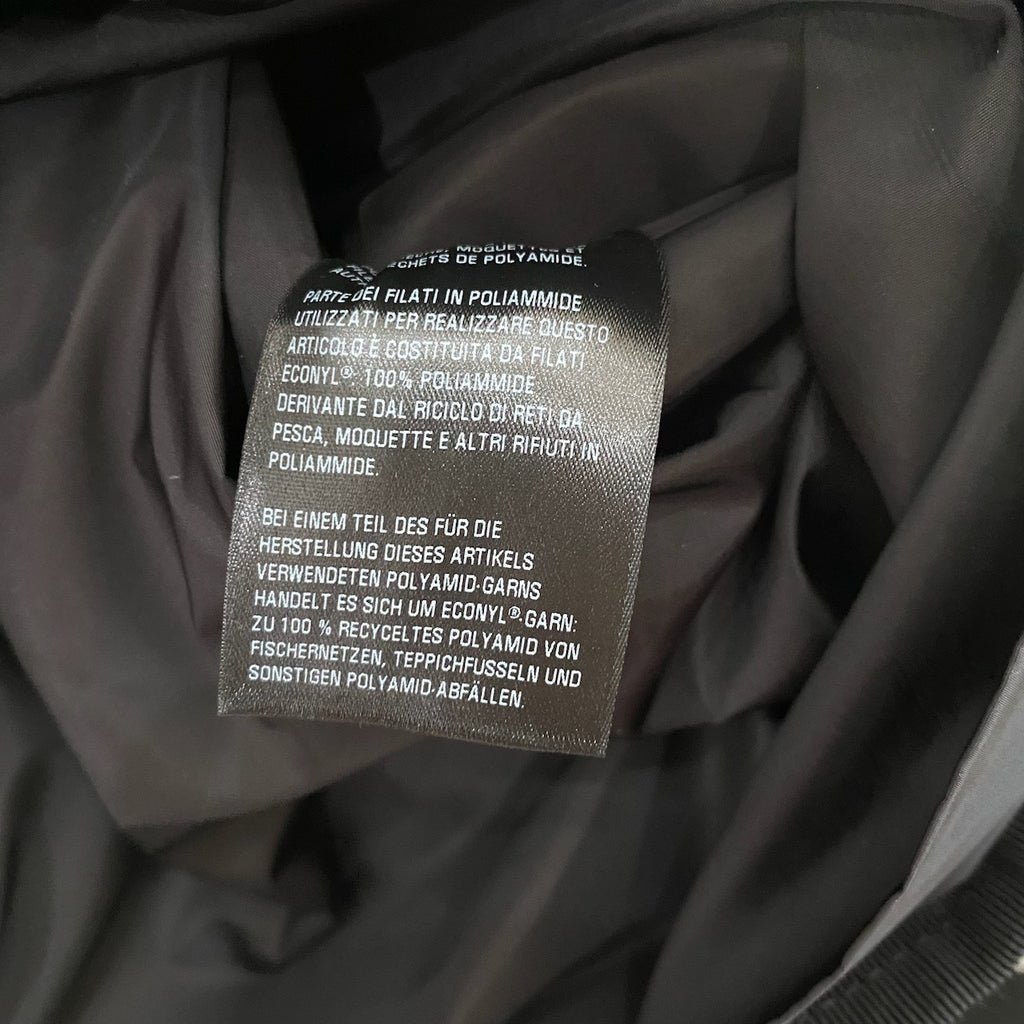 MOQUETTES ET
CHETS DE POLYAMIDE.
PARTE DEI FILATI IN POLIAMMIDE
UTILIZZATI PER REALIZZARE QUESTO
ARTICOLO È COSTITUITA DA FILATI
ECONYL®: 100% POLIAMMIDE
DERIVANTE DAL RICICLO DI RETI DA
PESCA, MOQUETTE E ALTRI RIFIUTI IN
POLIAMMIDE.
BEI EINEM TEIL DES FÜR DIE
HERSTELLUNG DIESES ARTIKELS
VERWENDETEN POLYAMID-GARNS
HANDELT ES SICH UM ECONYL®-GARN:
ZU 100 % RECYCELTES POLYAMID VON
FISCHERNETZEN, TEPPICHFUSSELN UND
SONSTIGEN POLYAMID-ABFÄLLEN.